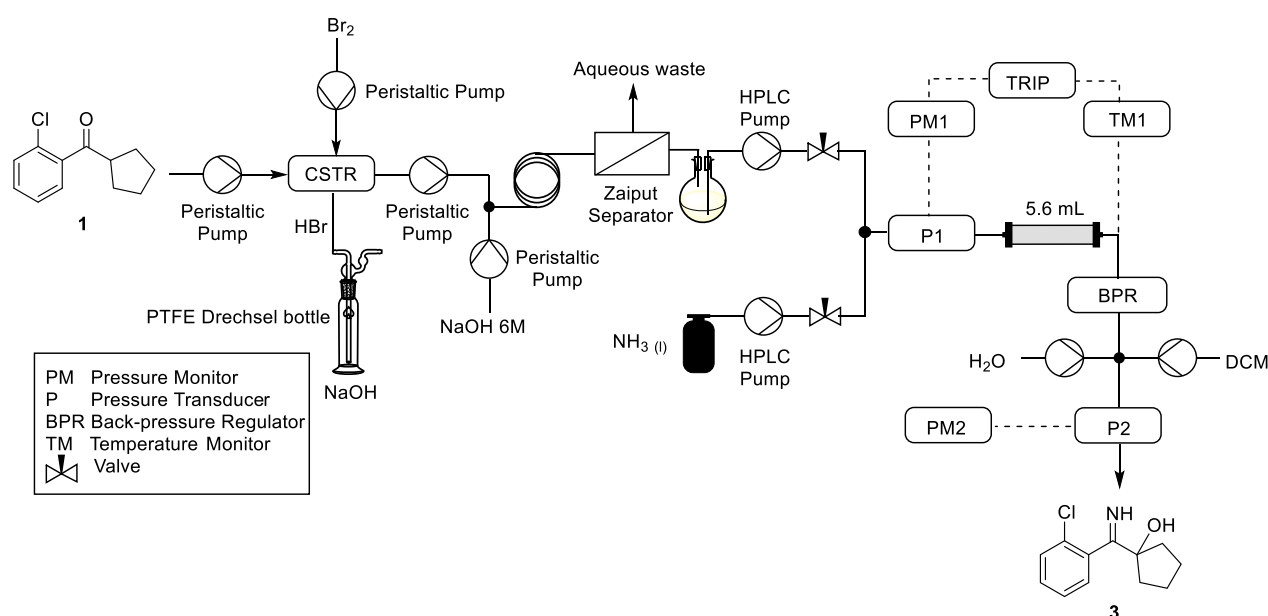 Br2
Peristaltic Pump
Cl
O
1
Peristaltic
Pump
CSTR
HBr
PTFE Drechsel bottle
NaOH
Peristaltic
Pump
Peristaltic
Pump
NaOH 6M
Aqueous waste
Zaiput
Separator
HPLC
Pump
NH3 (l)
HPLC
Pump
TRIP
PM1
TM1
P1
5.6 mL
BPR
H2O
DCM
PM2
P2
PM Pressure Monitor
P Pressure Transducer
BPR Back-pressure Regulator
TM Temperature Monitor
Valve
Cl
NH
OH
3